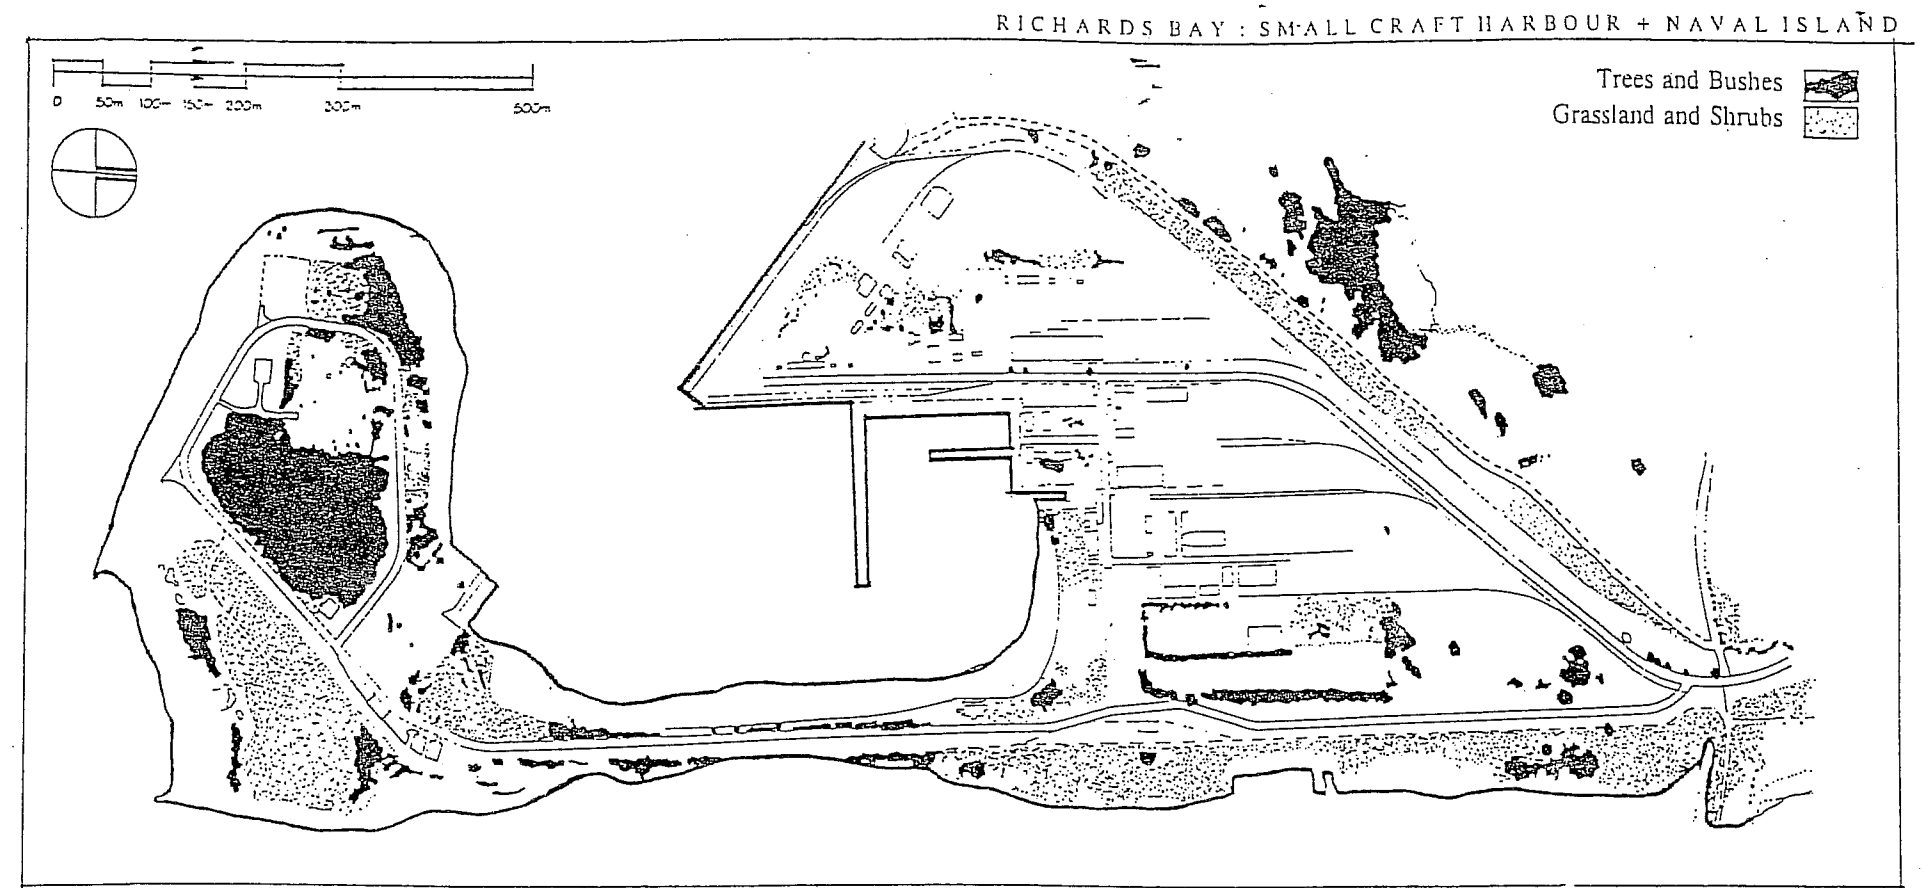 RICHARDS BAY : SMALL CRAFT HARBOUR + NAVAL ISLAND
Trees and Bushes
Grassland and Shrubs
0 50m 100m 150m 200m 300m 500m